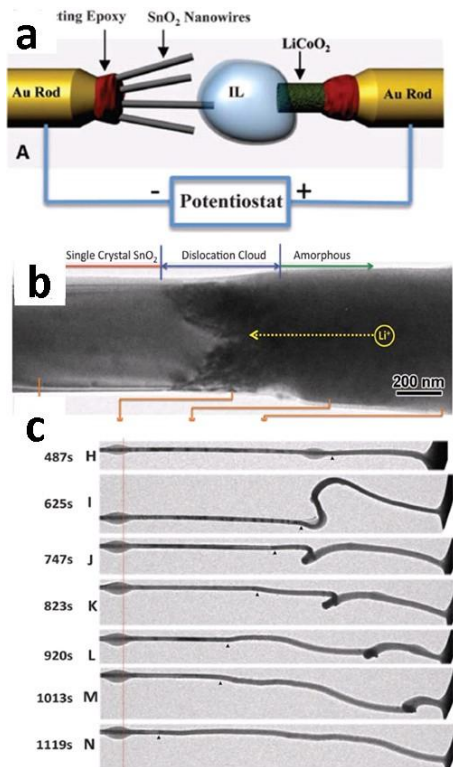 a
ting Epoxy
SnO₂ Nanowires
LiCoO₂
Au Rod
IL
Au Rod
A
-
Potentiostat
+
b
Single Crystal SnO₂
Dislocation Cloud
Amorphous
Li⁺
200 nm
c
487s H
625s I
747s J
823s K
920s L
1013s M
1119s N